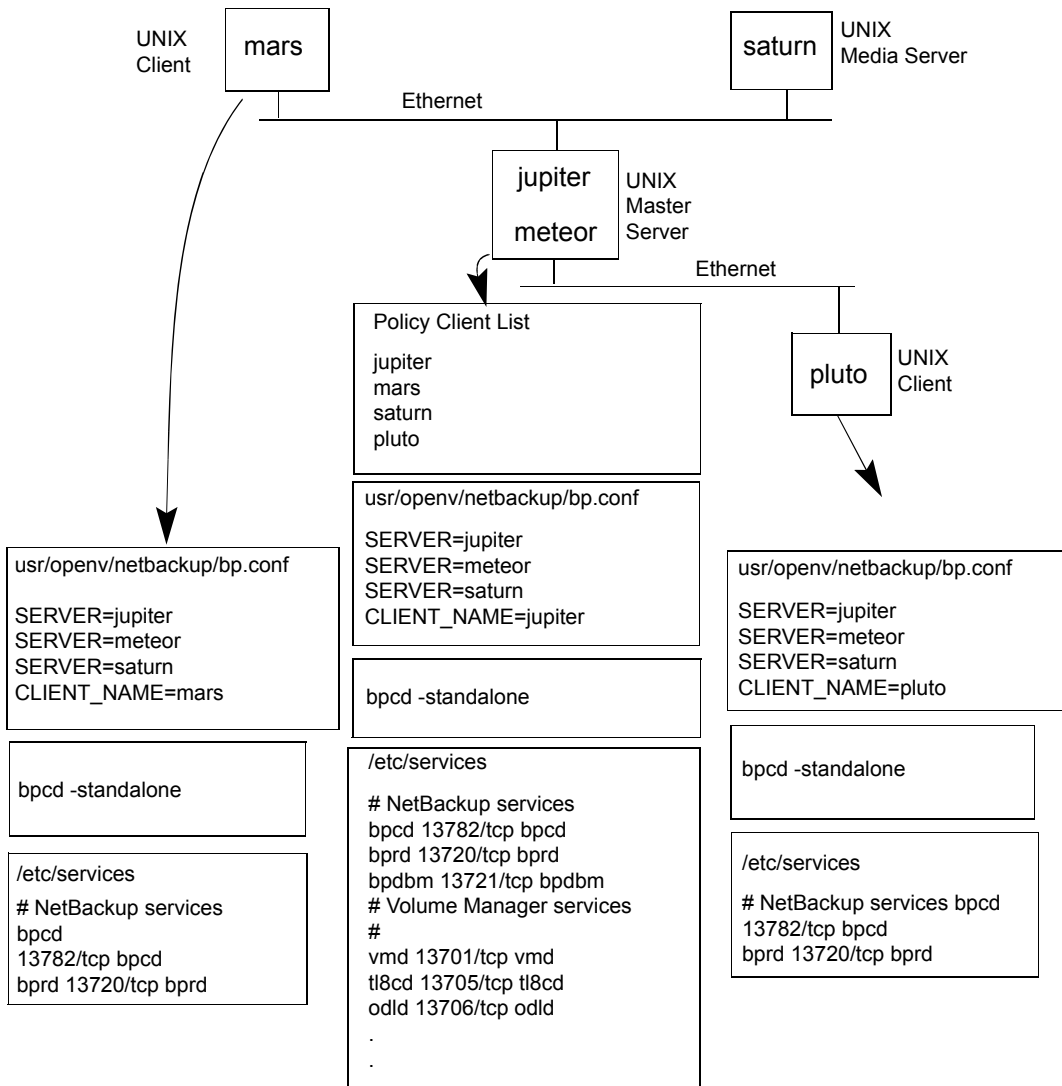 UNIX
Client
mars
saturn
UNIX
Media Server
Ethernet
jupiter
meteor
UNIX
Master
Server
Ethernet
Policy Client List
jupiter
mars
saturn
pluto
pluto
UNIX
Client
usr/openv/netbackup/bp.conf
SERVER=jupiter
SERVER=meteor
SERVER=saturn
CLIENT_NAME=mars
bpcd -standalone
/etc/services
# NetBackup services
bpcd
13782/tcp bpcd
bprd 13720/tcp bprd
usr/openv/netbackup/bp.conf
SERVER=jupiter
SERVER=meteor
SERVER=saturn
CLIENT_NAME=jupiter
bpcd -standalone
/etc/services
# NetBackup services
bpcd 13782/tcp bpcd
bprd 13720/tcp bprd
bpdbm 13721/tcp bpdbm
# Volume Manager services
#
vmd 13701/tcp vmd
tl8cd 13705/tcp tl8cd
odld 13706/tcp odld
.
.
usr/openv/netbackup/bp.conf
SERVER=jupiter
SERVER=meteor
SERVER=saturn
CLIENT_NAME=pluto
bpcd -standalone
/etc/services
# NetBackup services bpcd
13782/tcp bpcd
bprd 13720/tcp bprd